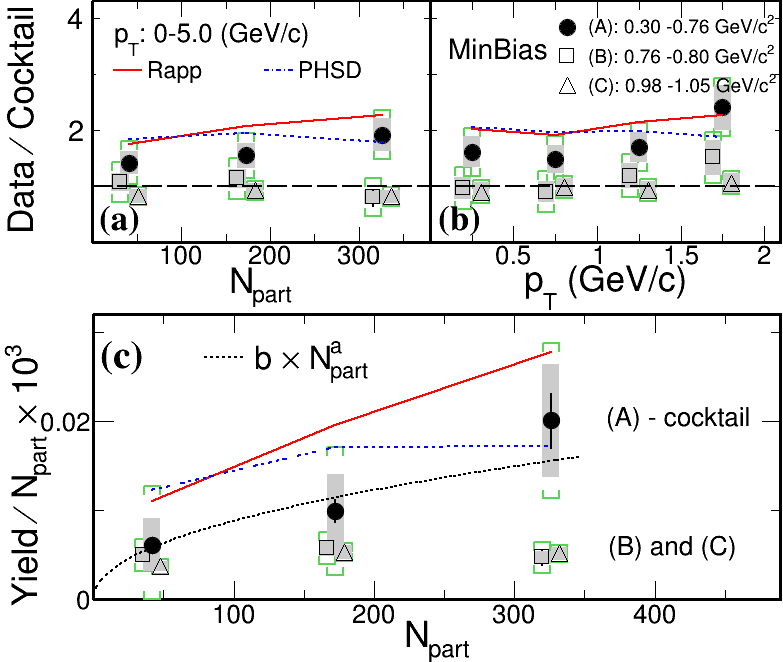 Data / Cocktail
4
2
p_T: 0-5.0 (GeV/c)
Rapp
PHSD
(a)
100
200
300
N_part
MinBias
(A): 0.30 -0.76 GeV/c²
(B): 0.76 -0.80 GeV/c²
(C): 0.98 -1.05 GeV/c²
(b)
0.5
1
1.5
2
p_T (GeV/c)
Yield / N_part × 10³
(c)
b × N^a_part
0.02
(A) - cocktail
(B) and (C)
0
0
100
200
300
400
N_part